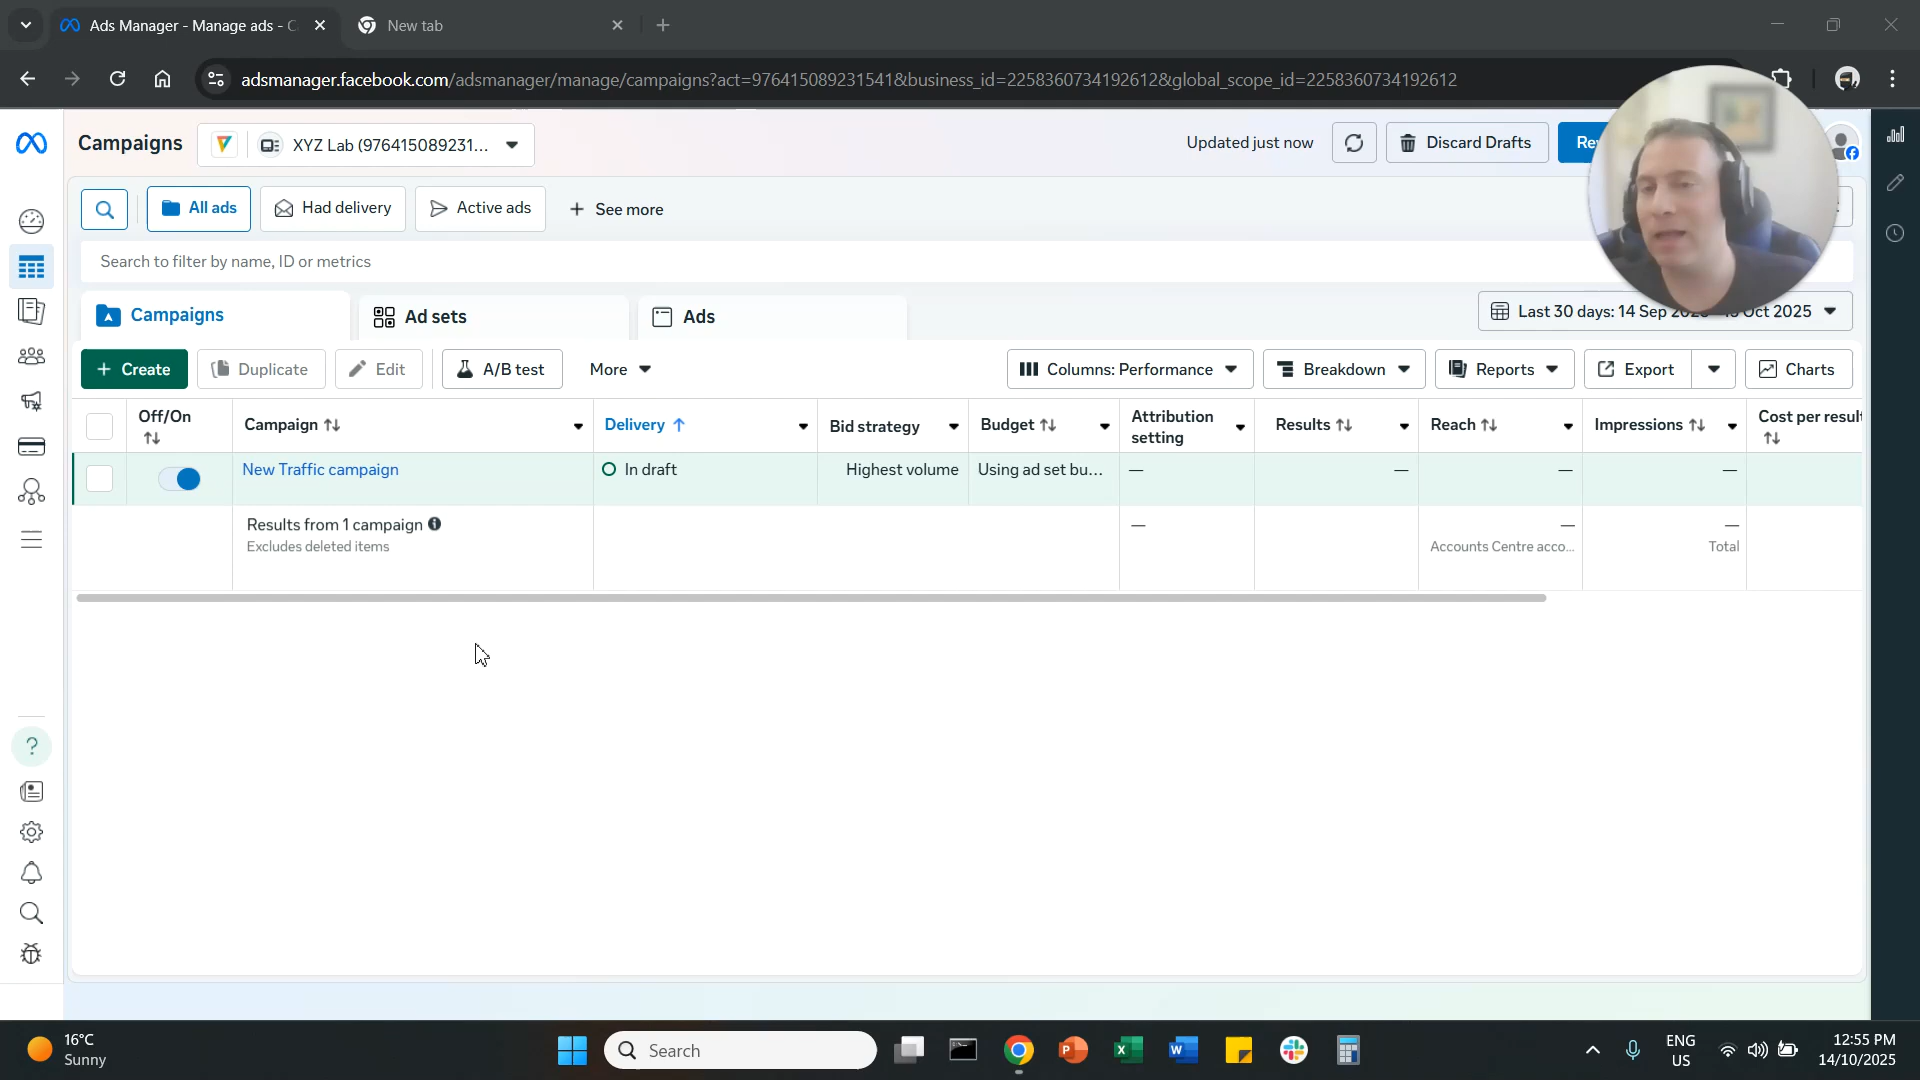 Ads Manager - Manage ads - C
New tab
adsmanager.facebook.com/adsmanager/manage/campaigns?act=976415089231541&business_id=2258360734192612&global_scope_id=2258360734192612
Campaigns
XYZ Lab (976415089231...
Updated just now
Discard Drafts
All ads
Had delivery
Active ads
See more
Search to filter by name, ID or metrics
Campaigns
Ad sets
Ads
Last 30 days: 14 Sep Oct 2025
Create
Duplicate
Edit
A/B test
More
Columns: Performance
Breakdown
Reports
Export
Charts
Off/On
Campaign
Delivery
Bid strategy
Budget
Attribution
setting
Results
Reach
Impressions
Cost per result
New Traffic campaign
In draft
Highest volume
Using ad set bu...
—
—
—
—
Results from 1 campaign
Excludes deleted items
—
—
Accounts Centre acco...
—
Total
?
16°C
Sunny
Search
ENG
US
12:55 PM
14/10/2025